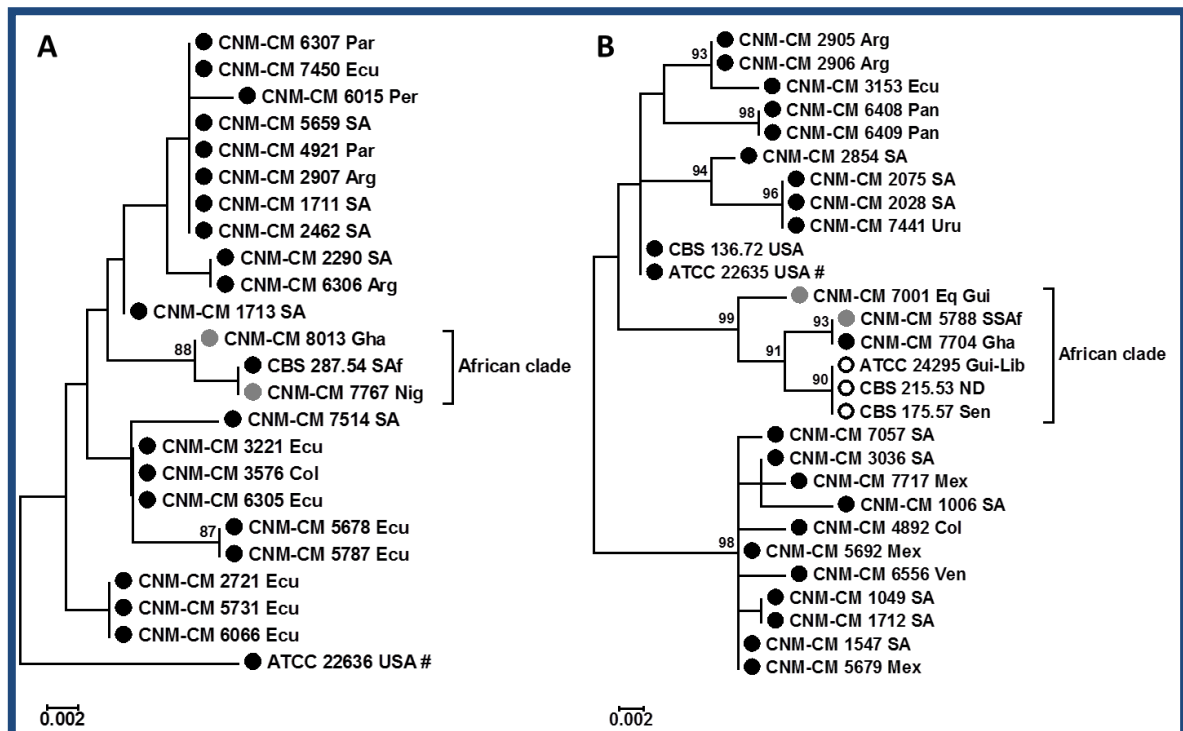 A
CNM-CM 6307 Par
CNM-CM 7450 Ecu
CNM-CM 6015 Per
CNM-CM 5659 SA
CNM-CM 4921 Par
CNM-CM 2907 Arg
CNM-CM 1711 SA
CNM-CM 2462 SA
CNM-CM 2290 SA
CNM-CM 6306 Arg
CNM-CM 1713 SA
88
CNM-CM 8013 Gha
CBS 287.54 SAf
CNM-CM 7767 Nig
African clade
CNM-CM 7514 SA
CNM-CM 3221 Ecu
CNM-CM 3576 Col
CNM-CM 6305 Ecu
87
CNM-CM 5678 Ecu
CNM-CM 5787 Ecu
CNM-CM 2721 Ecu
CNM-CM 5731 Ecu
CNM-CM 6066 Ecu
ATCC 22636 USA #
0.002
B
93
CNM-CM 2905 Arg
CNM-CM 2906 Arg
CNM-CM 3153 Ecu
98
CNM-CM 6408 Pan
CNM-CM 6409 Pan
94
CNM-CM 2854 SA
96
CNM-CM 2075 SA
CNM-CM 2028 SA
CNM-CM 7441 Uru
CBS 136.72 USA
ATCC 22635 USA #
99
CNM-CM 7001 Eq Gui
93
CNM-CM 5788 SSAf
CNM-CM 7704 Gha
91
90
ATCC 24295 Gui-Lib
CBS 215.53 ND
CBS 175.57 Sen
African clade
98
CNM-CM 7057 SA
CNM-CM 3036 SA
CNM-CM 7717 Mex
CNM-CM 1006 SA
CNM-CM 4892 Col
CNM-CM 5692 Mex
CNM-CM 6556 Ven
CNM-CM 1049 SA
CNM-CM 1712 SA
CNM-CM 1547 SA
CNM-CM 5679 Mex
0.002